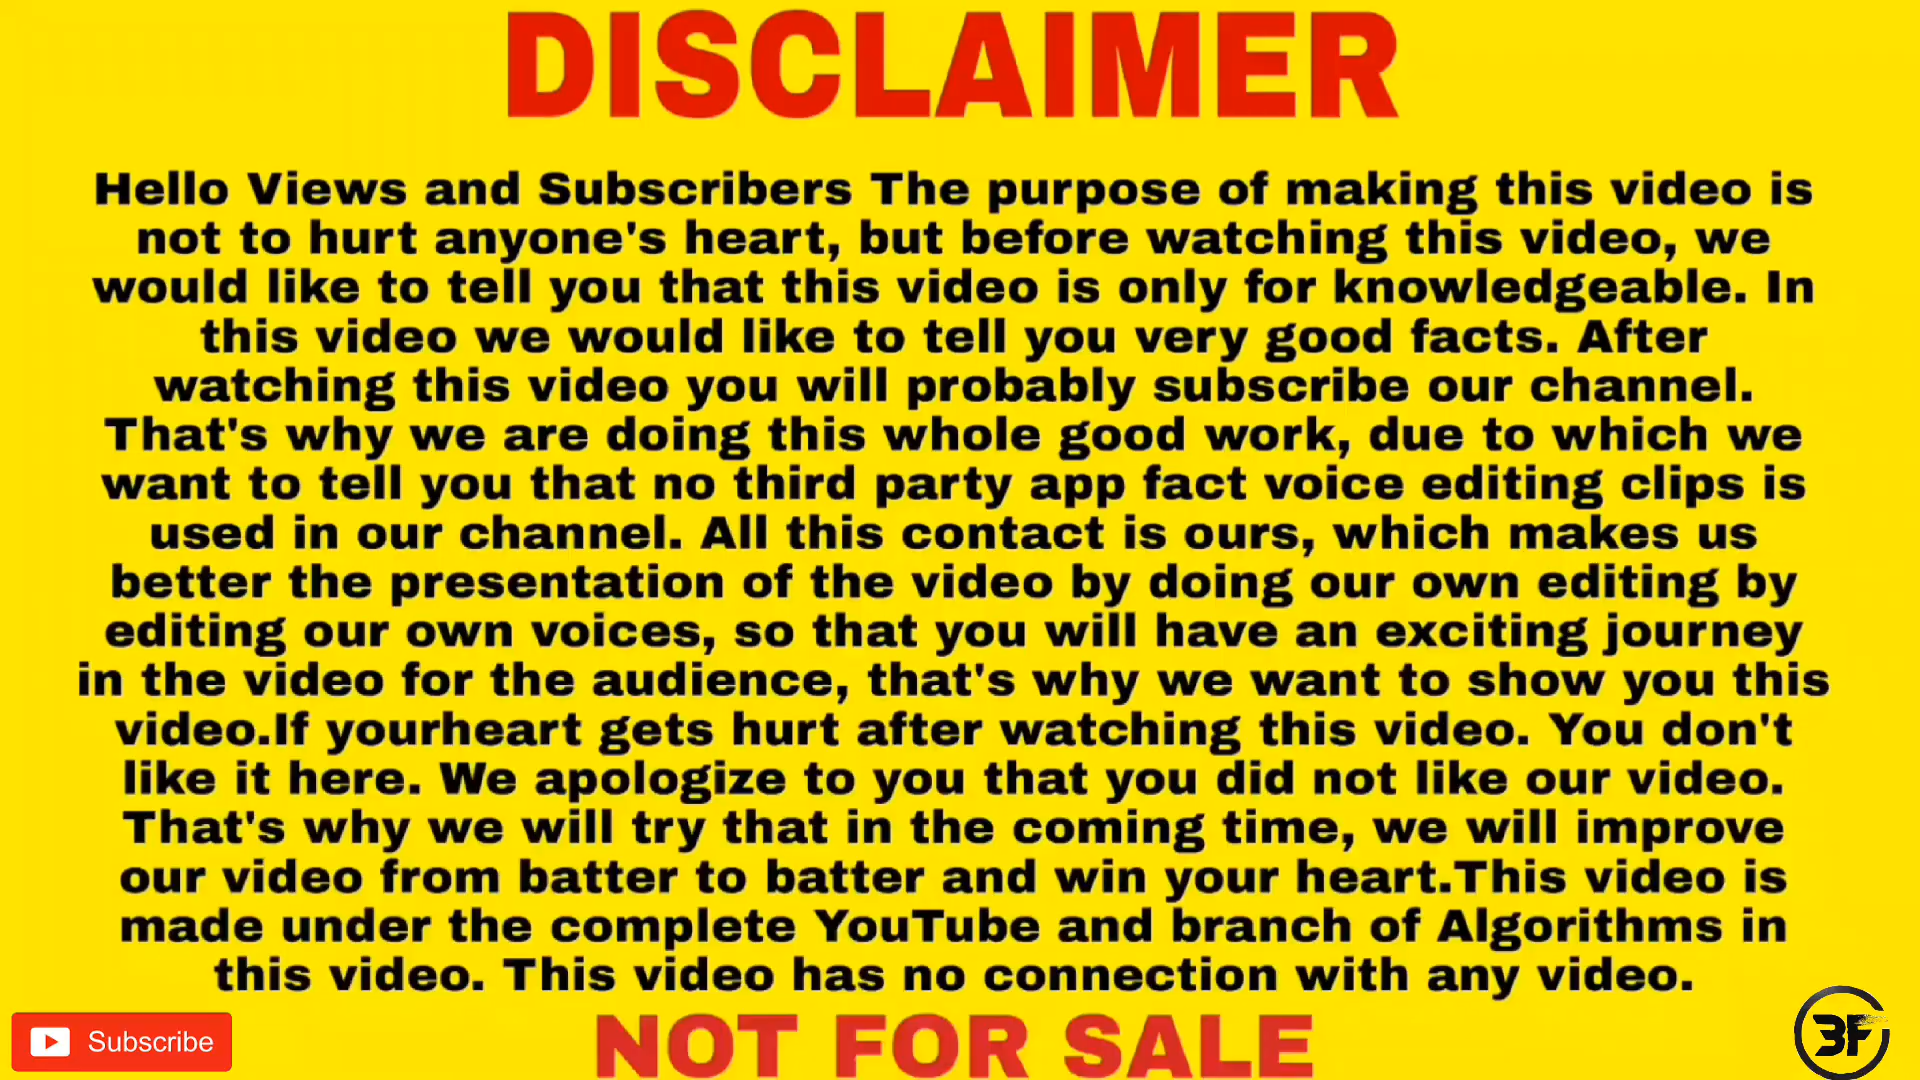 DISCLAIMER
Hello Views and Subscribers The purpose of making this video is
not to hurt anyone's heart, but before watching this video, we
would like to tell you that this video is only for knowledgeable. In
this video we would like to tell you very good facts. After
watching this video you will probably subscribe our channel.
That's why we are doing this whole good work, due to which we
want to tell you that no third party app fact voice editing clips is
used in our channel. All this contact is ours, which makes us
better the presentation of the video by doing our own editing by
editing our own voices, so that you will have an exciting journey
in the video for the audience, that's why we want to show you this
video.If yourheart gets hurt after watching this video. You don't
like it here. We apologize to you that you did not like our video.
That's why we will try that in the coming time, we will improve
our video from batter to batter and win your heart.This video is
made under the complete YouTube and branch of Algorithms in
this video. This video has no connection with any video.
NOT FOR SALE
Subscribe
3F